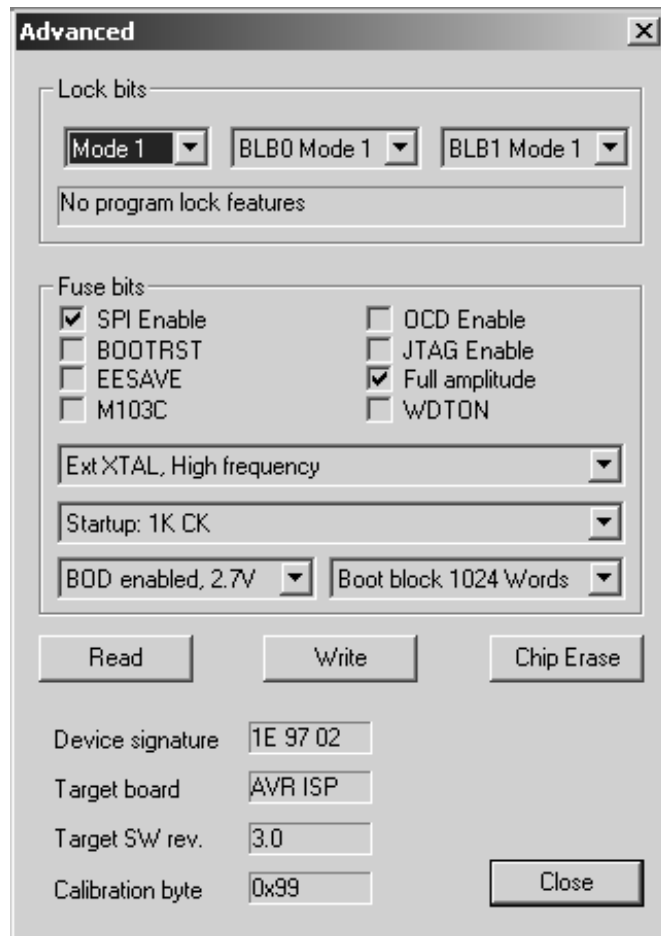 Advanced
Lock bits
Mode 1 BLB0 Mode 1 BLB1 Mode 1
No program lock features
Fuse bits
SPI Enable OCD Enable
BOOTRST JTAG Enable
EESAVE Full amplitude
M103C WDTON
Ext XTAL, High frequency
Startup: 1K CK
BOD enabled, 2.7V Boot block 1024 Words
Read Write Chip Erase
Device signature 1E 97 02
Target board AVR ISP
Target SW rev. 3.0
Calibration byte 0x99 Close